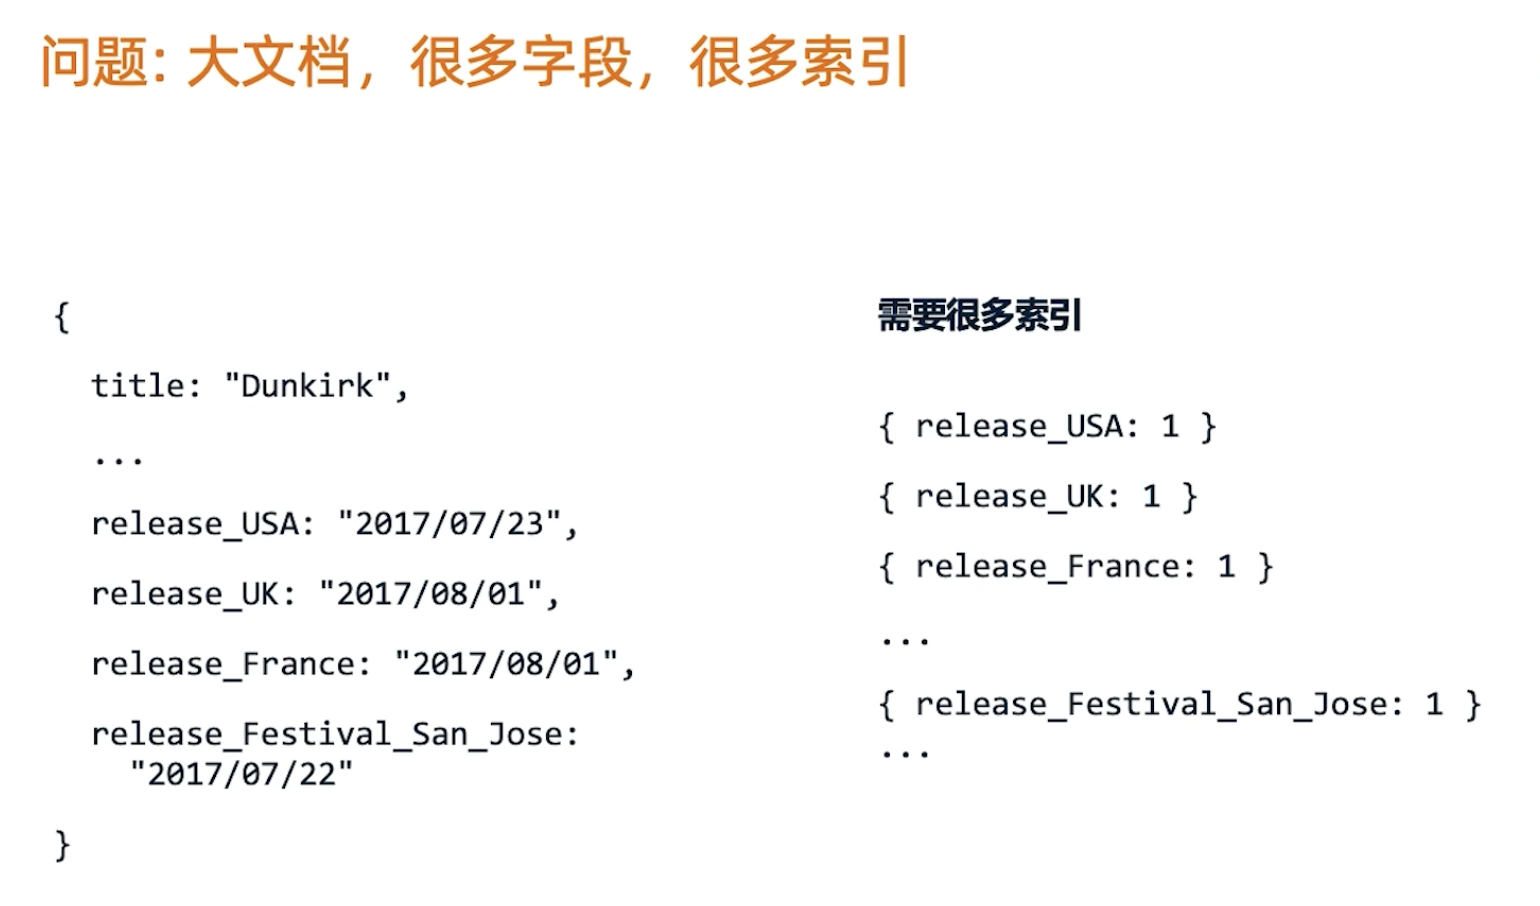 问题: 大文档，很多字段，很多索引
{
title: "Dunkirk",
...
release_USA: "2017/07/23",
release_UK: "2017/08/01",
release_France: "2017/08/01",
release_Festival_San_Jose:
"2017/07/22"
}
需要很多索引
{ release_USA: 1 }
{ release_UK: 1 }
{ release_France: 1 }
...
{ release_Festival_San_Jose: 1 }
...